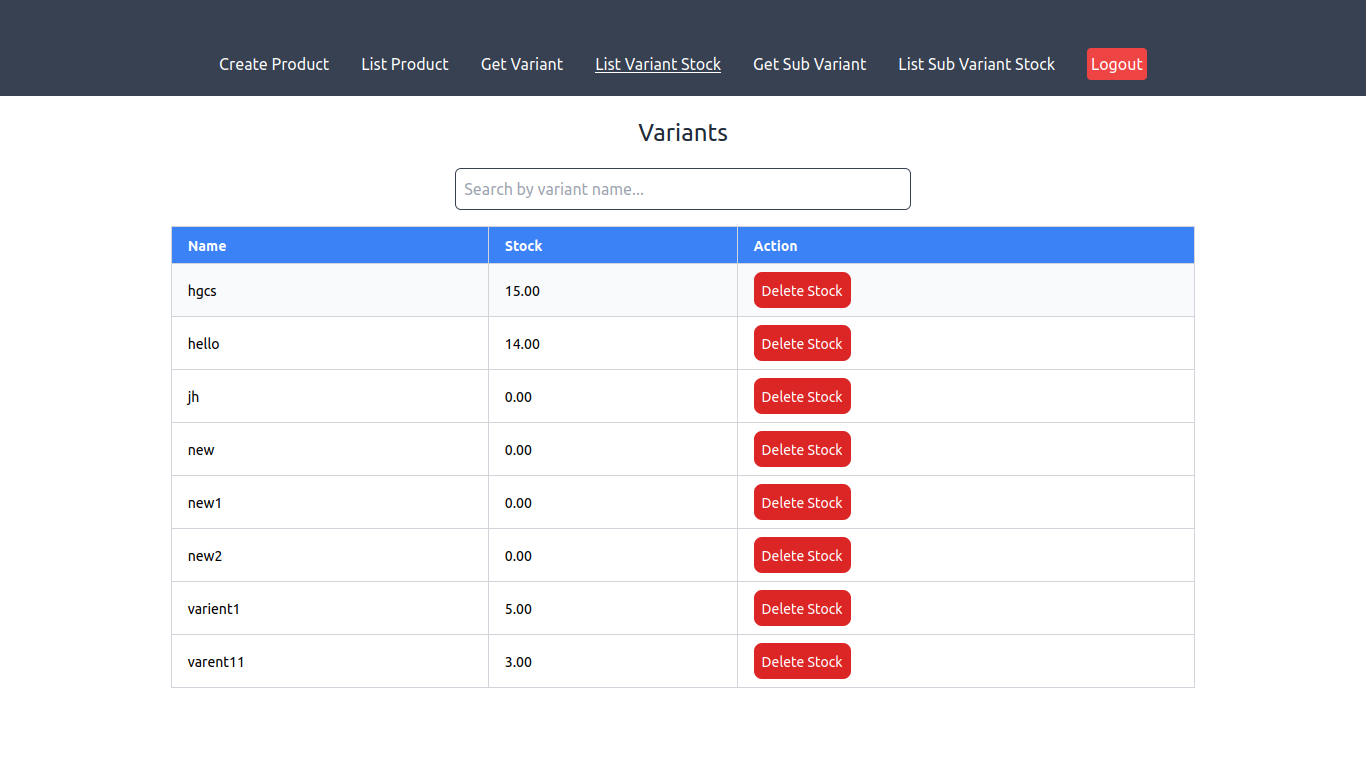 Create Product List Product Get Variant List Variant Stock Get Sub Variant List Sub Variant Stock Logout
Variants
Search by variant name...
Name Stock Action
hgcs 15.00 Delete Stock
hello 14.00 Delete Stock
jh 0.00 Delete Stock
new 0.00 Delete Stock
new1 0.00 Delete Stock
new2 0.00 Delete Stock
varient1 5.00 Delete Stock
varent11 3.00 Delete Stock